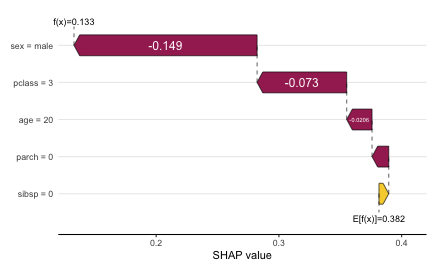 f(x)=0.133
sex = male
-0.149
pclass = 3
-0.073
age = 20
-0.0206
parch = 0
sibsp = 0
E[f(x)]=0.382
0.2
0.3
0.4
SHAP value